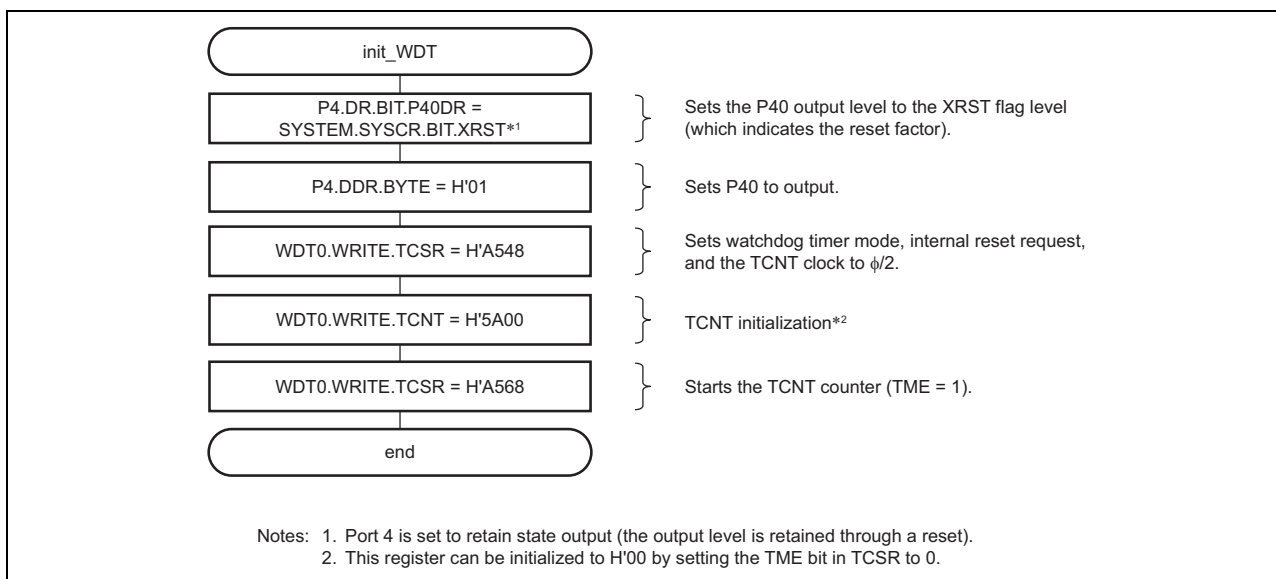 init_WDT
P4.DR.BIT.P40DR =
SYSTEM.SYSCR.BIT.XRST*1
Sets the P40 output level to the XRST flag level
(which indicates the reset factor).
P4.DDR.BYTE = H'01
Sets P40 to output.
WDT0.WRITE.TCSR = H'A548
Sets watchdog timer mode, internal reset request,
and the TCNT clock to ϕ/2.
WDT0.WRITE.TCNT = H'5A00
TCNT initialization*2
WDT0.WRITE.TCSR = H'A568
Starts the TCNT counter (TME = 1).
end
Notes: 1. Port 4 is set to retain state output (the output level is retained through a reset).
2. This register can be initialized to H'00 by setting the TME bit in TCSR to 0.